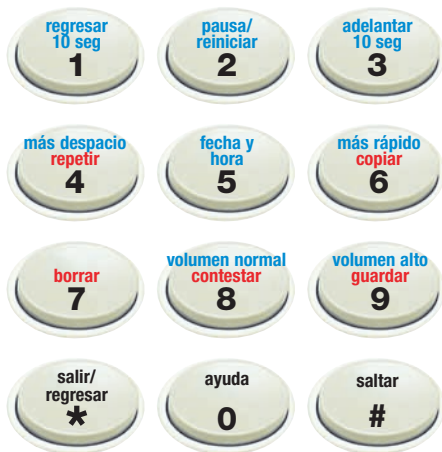 regresar
10 seg
1
pausa/
reiniciar
2
adelantar
10 seg
3
más despacio
repetir
4
fecha y
hora
5
más rápido
copiar
6
borrar
7
volumen normal
contestar
8
volumen alto
guardar
9
salir/
regresar
*
ayuda
0
saltar
#